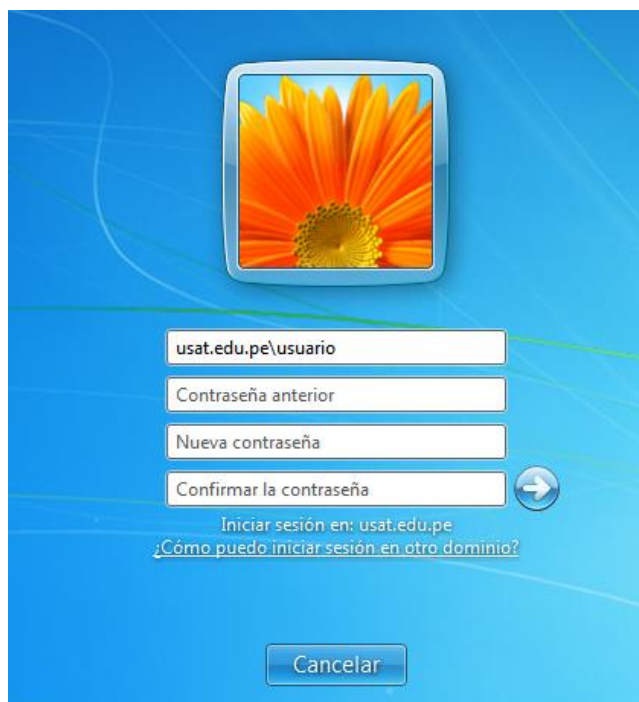 usat.edu.pe\usuario
Contraseña anterior
Nueva contraseña
Confirmar la contraseña
Iniciar sesión en: usat.edu.pe
¿Cómo puedo iniciar sesión en otro dominio?
Cancelar